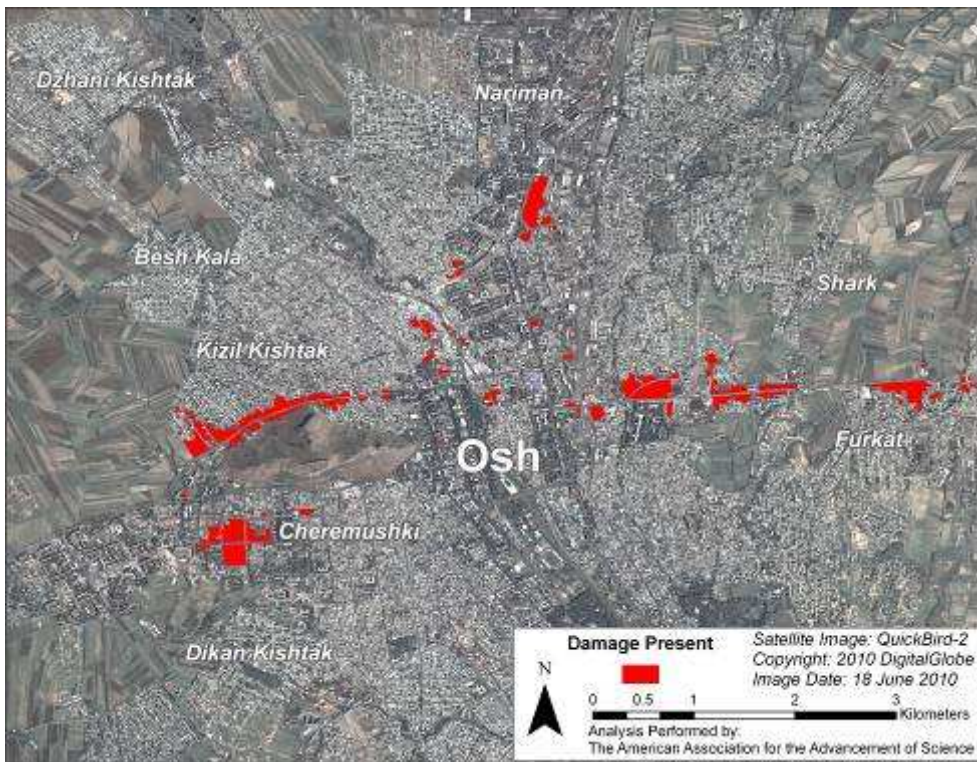 Dzhani Kishtak
Nariman
Besh Kala
Shark
Kizil Kishtak
Furkat
Osh
Cheremushki
Dikan Kishtak
Damage Present
Satellite Image: QuickBird-2
Copyright: 2010 DigitalGlobe
Image Date: 18 June 2010
N
0 0.5 1 2 3
Kilometers
Analysis Performed by:
The American Association for the Advancement of Science